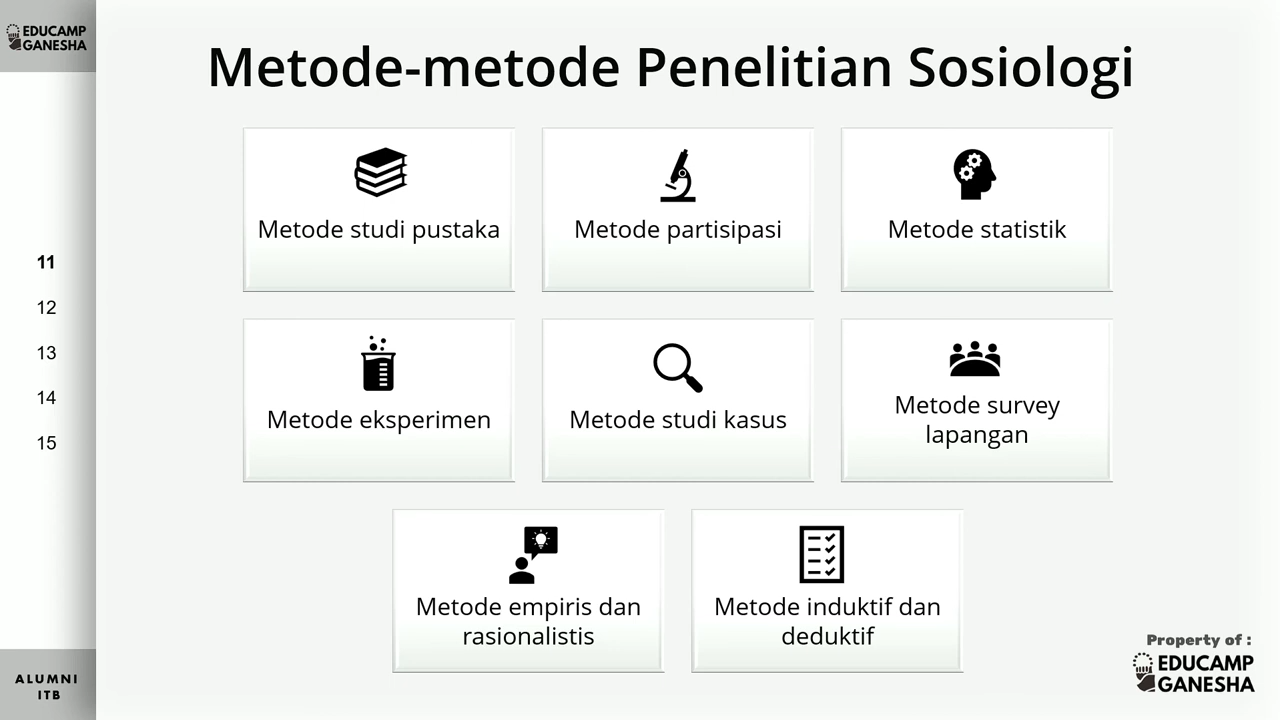 EDUCAMP
GANESHA
Metode-metode Penelitian Sosiologi
Metode studi pustaka
Metode partisipasi
Metode statistik
11
12
13
14
15
Metode eksperimen
Metode studi kasus
Metode survey
lapangan
Metode empiris dan
rasionalistis
Metode induktif dan
deduktif
ALUMNI
ITB
Property of :
EDUCAMP
GANESHA